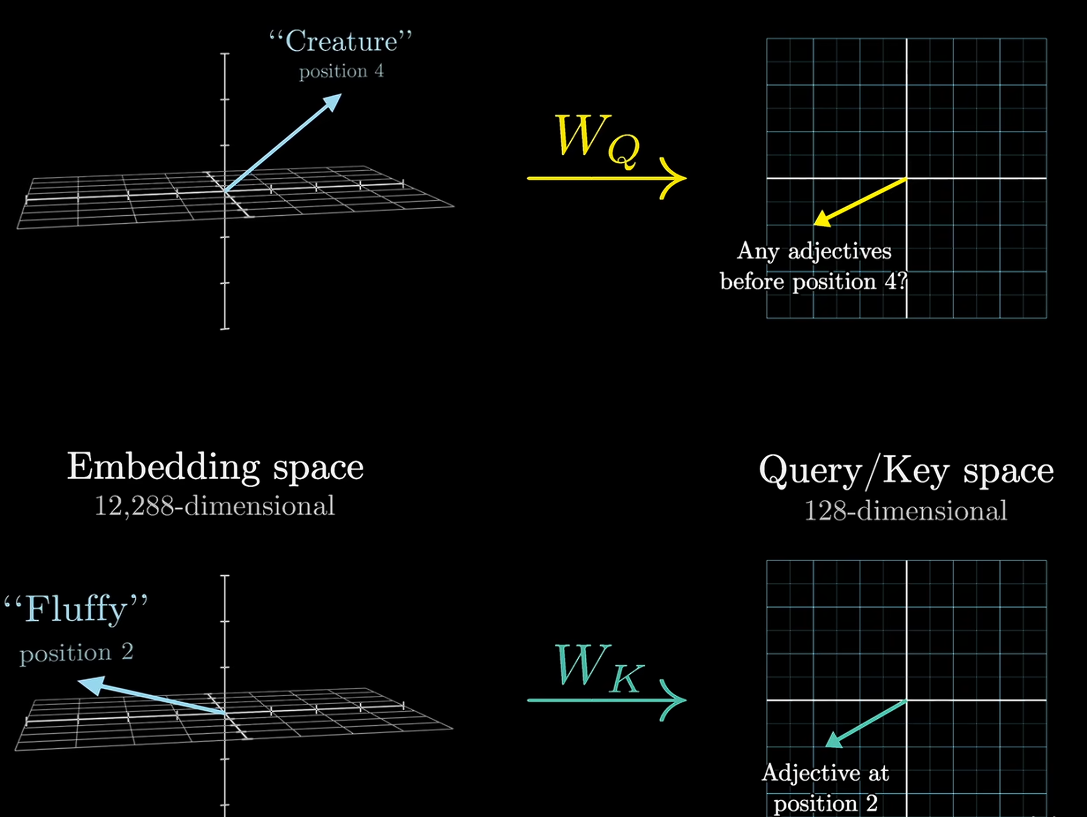 “Creature”
position 4
W_Q
Any adjectives
before position 4?
Embedding space
12,288-dimensional
Query/Key space
128-dimensional
“Fluffy”
position 2
W_K
Adjective at
position 2